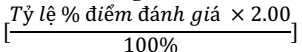 [Tỷ lệ % điểm đánh giá × 2.00
100%]